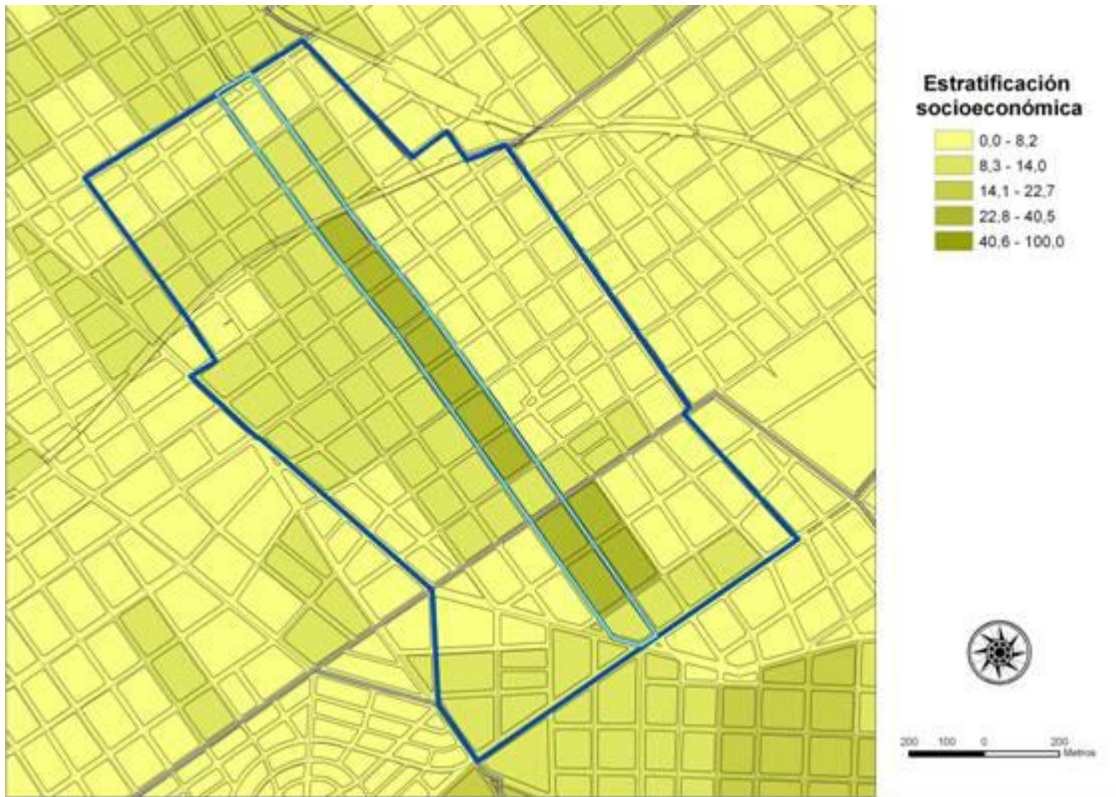 Estratificación
socioeconómica
0,0 - 8,2
8,3 - 14,0
14,1 - 22,7
22,8 - 40,5
40,6 - 100,0
200 100 0 200
Metros